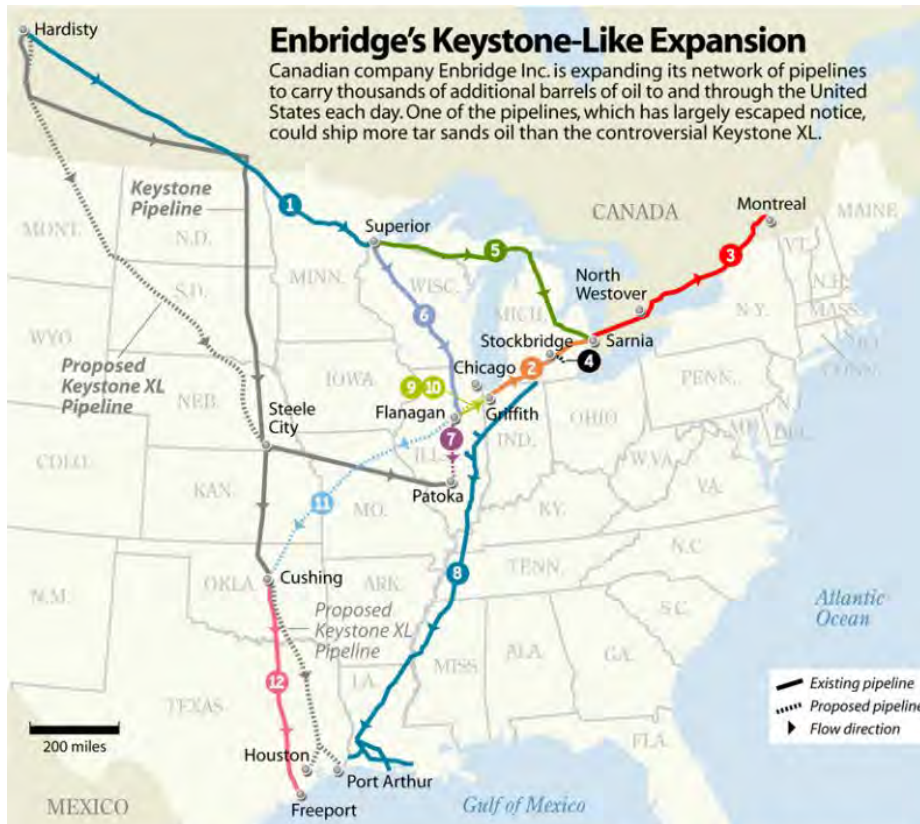 Enbridge's Keystone-Like Expansion
Canadian company Enbridge Inc. is expanding its network of pipelines
to carry thousands of additional barrels of oil to and through the United
States each day. One of the pipelines, which has largely escaped notice,
could ship more tar sands oil than the controversial Keystone XL.
Hardisty
Keystone
Pipeline
1
Superior
5
CANADA
Montreal
MAINE
MONT.
N.D.
MINN.
WISC.
3
VT.
N.H.
North
Westover
S.D.
6
MICH.
N.Y.
MASS.
WYO.
Stockbridge
Sarnia
4
CONN.
Proposed
Keystone XL
Pipeline
IOWA
Chicago
2
PENN.
NEB.
9
10
Steele
City
Flanagan
Griffith
OHIO
7
ILL.
IND.
COLO.
KAN.
Patoka
W.VA.
VA.
11
MO.
KY.
OKLA.
Cushing
ARK.
8
TENN.
N.C.
N.M.
Proposed
Keystone XL
Pipeline
S.C.
Atlantic
Ocean
MISS.
ALA.
GA.
12
LA.
TEXAS
Existing pipeline
Proposed pipeline
Flow direction
200 miles
FLA.
Houston
Port Arthur
MEXICO
Freeport
Gulf of Mexico